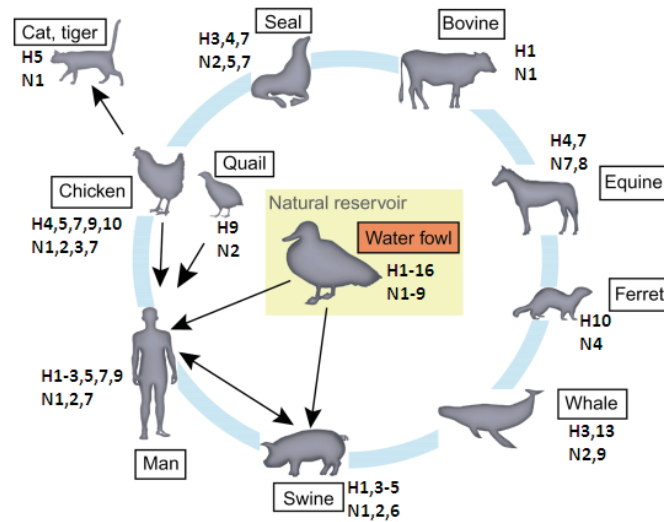 Cat, tiger
H5
N1
Seal
H3,4,7
N2,5,7
Bovine
H1
N1
H4,7
N7,8
Equine
Chicken
H4,5,7,9,10
N1,2,3,7
Quail
H9
N2
Natural reservoir
Water fowl
H1-16
N1-9
Ferret
H10
N4
H1-3,5,7,9
N1,2,7
Man
Whale
H3,13
N2,9
Swine
H1,3-5
N1,2,6